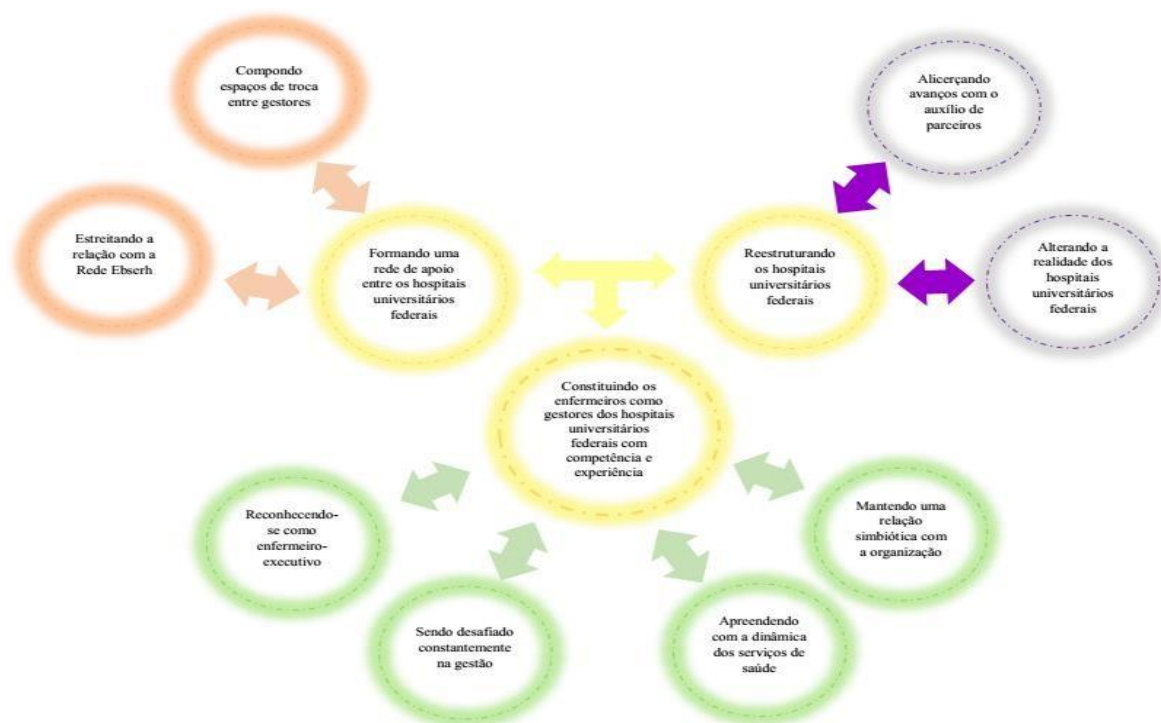 Compondo
espaços de troca
entre gestores
Alicerçando
avanços com o
auxílio de
parceiros
Estreitando a
relação com a
Rede Ebserh
Formando uma
rede de apoio
entre os hospitais
universitários
federais
Reestruturando
os hospitais
universitários
federais
Alterando a
realidade dos
hospitais
universitários
federais
Constituindo os
enfermeiros como
gestores dos hospitais
universitários
federais com
competência e
experiência
Reconhecendo-
se como
enfermeiro-
executivo
Mantendo uma
relação
simbiótica com
a organização
Sendo desafiado
constantemente
na gestão
Apreendendo
com a dinâmica
dos serviços de
saúde